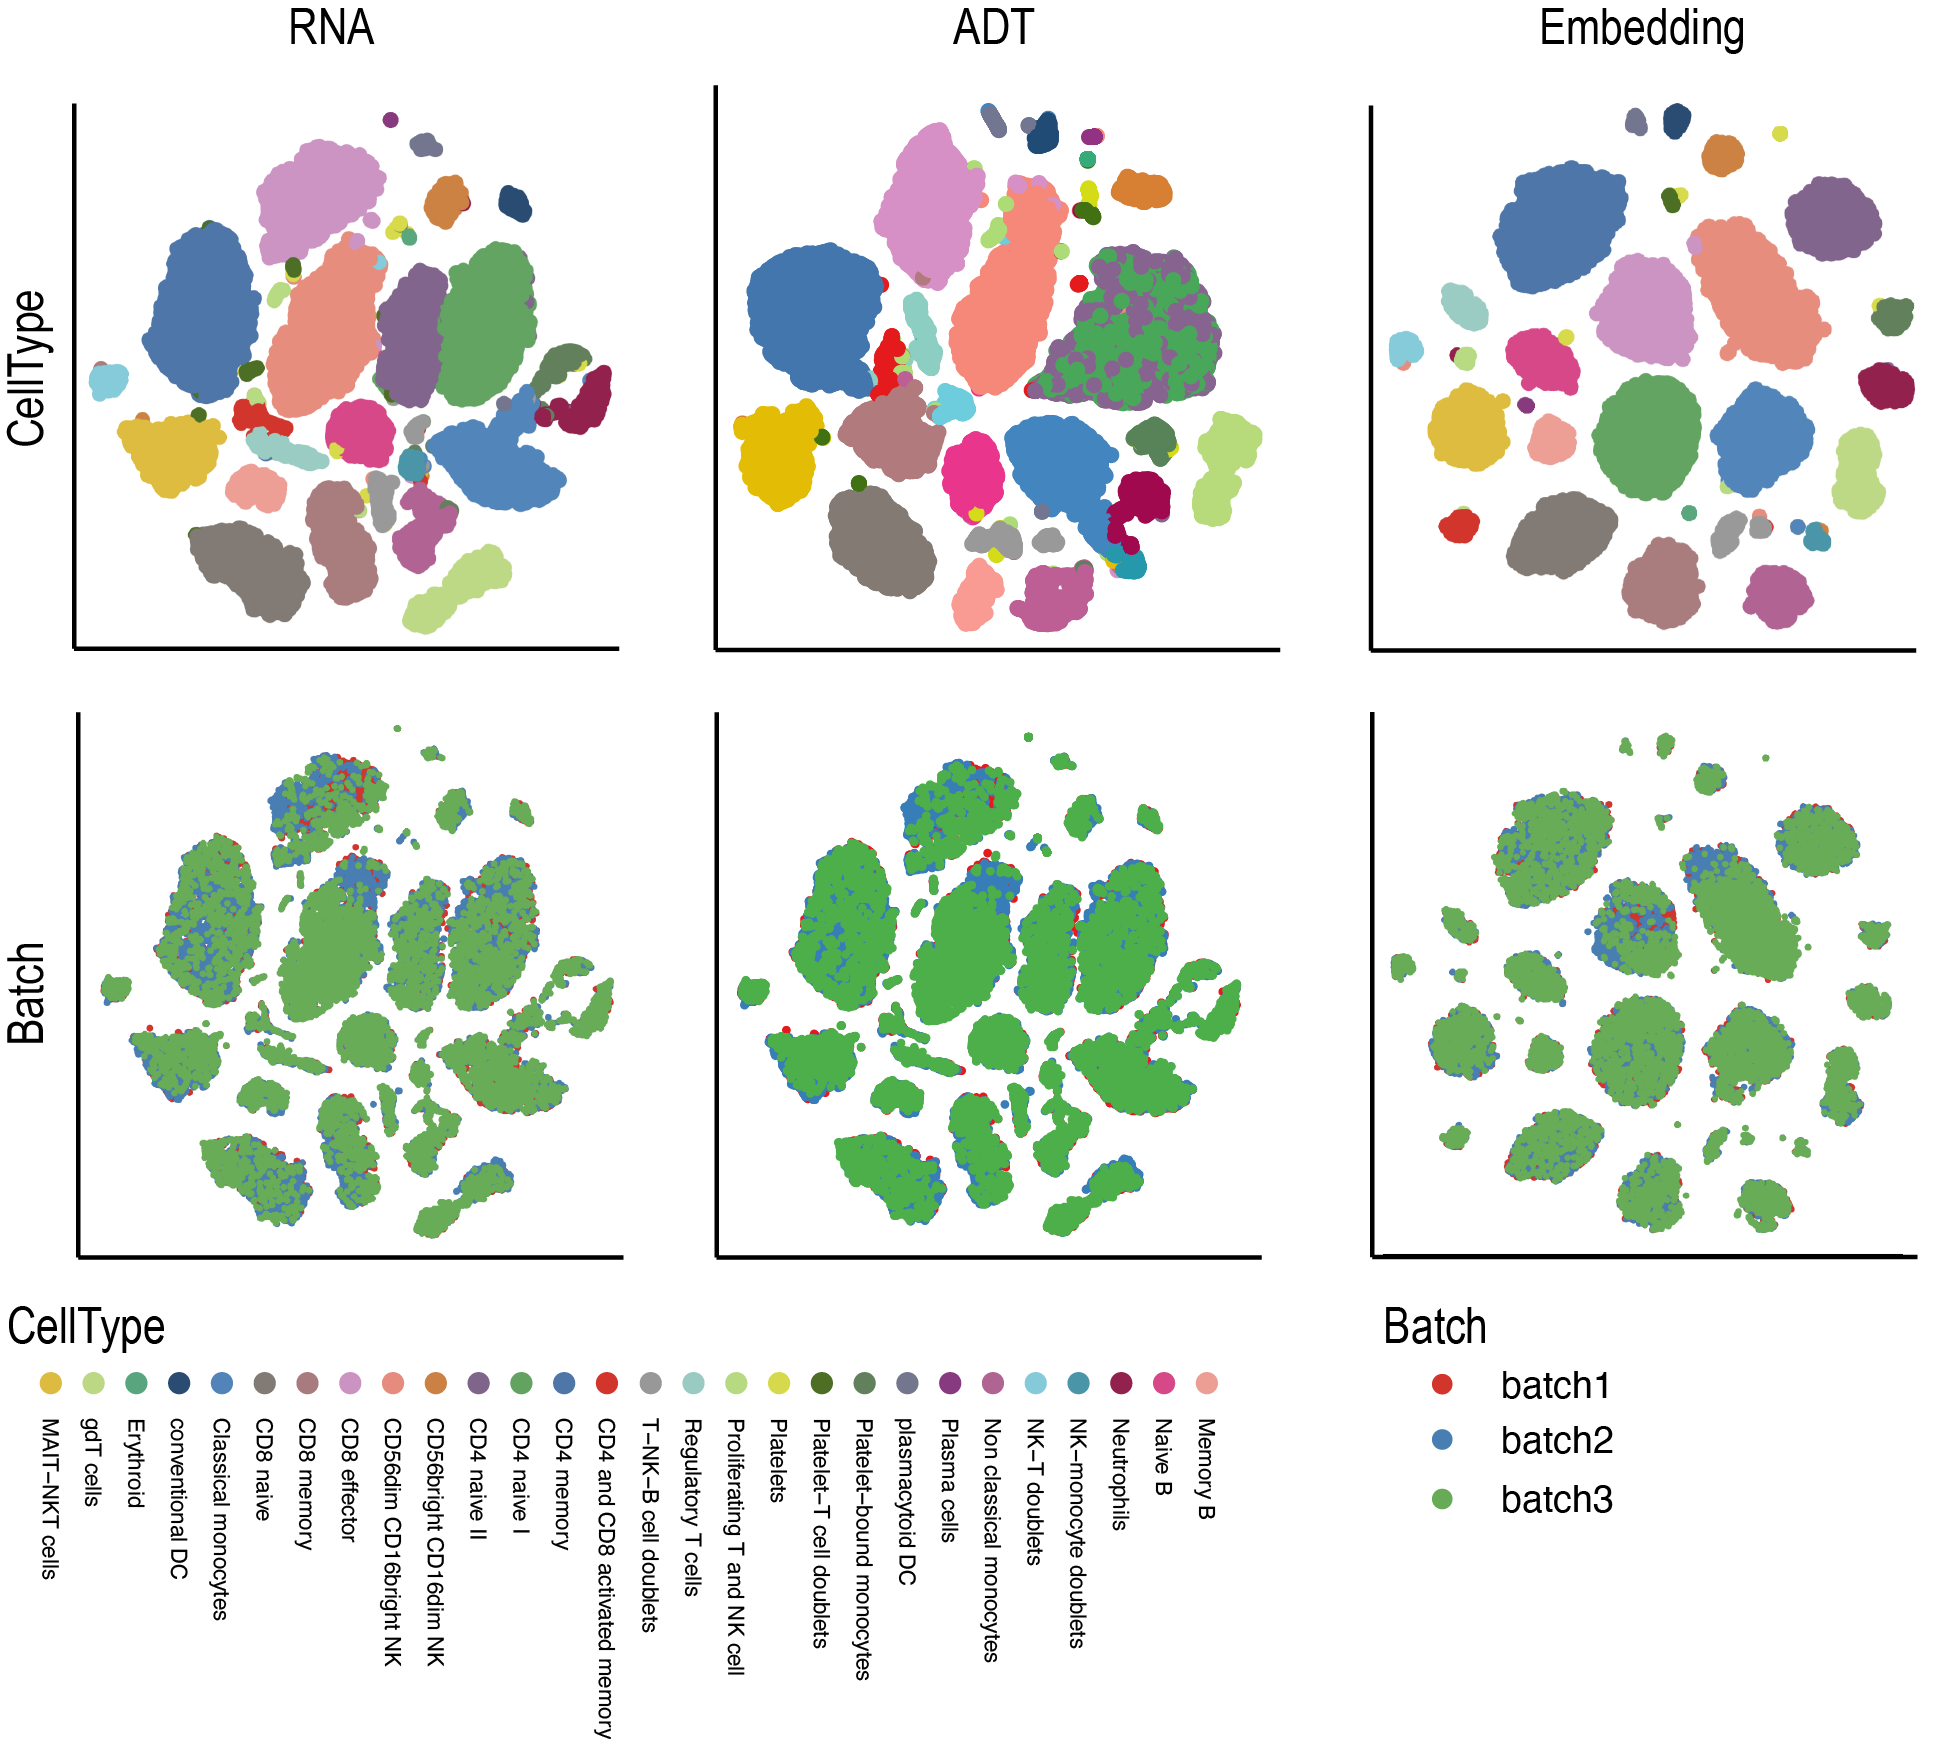 RNA
ADT
Embedding
CellType
Batch
CellType
MAIT−NKT cells
gdT cells
Erythroid
conventional DC
Classical monocytes
CD8 naive
CD8 memory
CD8 effector
CD56dim CD16bright NK
CD56bright CD16dim NK
CD4 naive II
CD4 naive I
CD4 memory
CD4 and CD8 activated memory
T−NK−B cell doublets
Regulatory T cells
Proliferating T and NK cell
Platelets
Platelet−T cell doublets
Platelet−bound monocytes
plasmacytoid DC
Plasma cells
Non classical monocytes
NK−T doublets
NK−monocyte doublets
Neutrophils
Naive B
Memory B
Batch
batch1
batch2
batch3